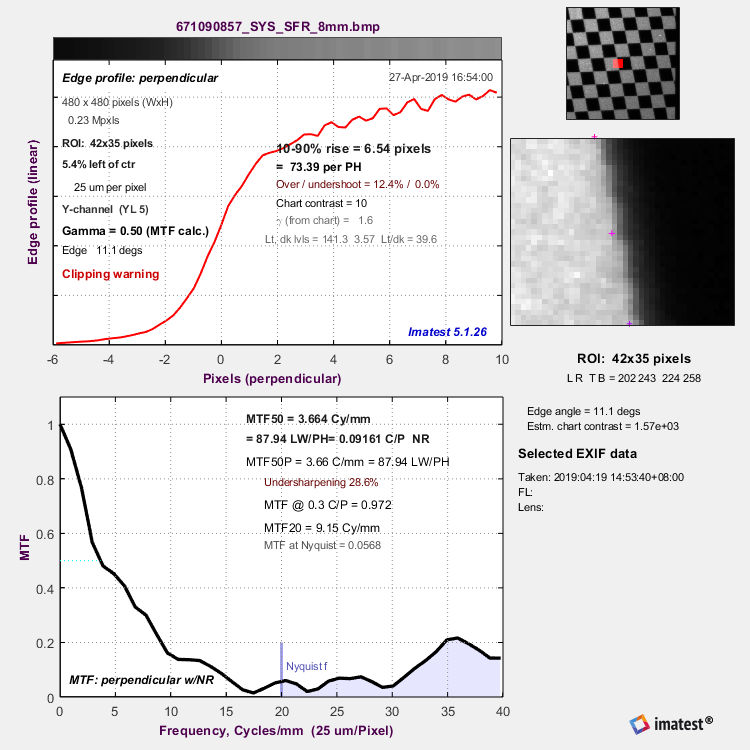 671090857_SYS_SFR_8mm.bmp
Edge profile: perpendicular
27-Apr-2019 16:54:00
480 x 480 pixels (WxH)
0.23 Mpxls
ROI: 42x35 pixels
5.4% left of ctr
25 um per pixel
Y-channel (YL 5)
Gamma = 0.50 (MTF calc.)
Edge 11.1 degs
Clipping warning
10-90% rise = 6.54 pixels
= 73.39 per PH
Over / undershoot = 12.4% / 0.0%
Chart contrast = 10
γ (from chart) = 1.6
Lt, dk lvls = 141.3 3.57 Lt/dk = 39.6
Imatest 5.1.26
Edge profile (linear)
-6 -4 -2 0 2 4 6 8 10
Pixels (perpendicular)
ROI: 42x35 pixels
L R T B = 202 243 224 258
Edge angle = 11.1 degs
Estm. chart contrast = 1.57e+03
Selected EXIF data
Taken: 2019:04:19 14:53:40+08:00
FL:
Lens:
MTF50 = 3.664 Cy/mm
= 87.94 LW/PH= 0.09161 C/P NR
MTF50P = 3.66 C/mm = 87.94 LW/PH
Undersharpening 28.6%
MTF @ 0.3 C/P = 0.972
MTF20 = 9.15 Cy/mm
MTF at Nyquist = 0.0568
Nyquist f
MTF: perpendicular w/NR
MTF
1
0.8
0.6
0.4
0.2
0
0 5 10 15 20 25 30 35 40
Frequency, Cycles/mm (25 um/Pixel)
imatest®